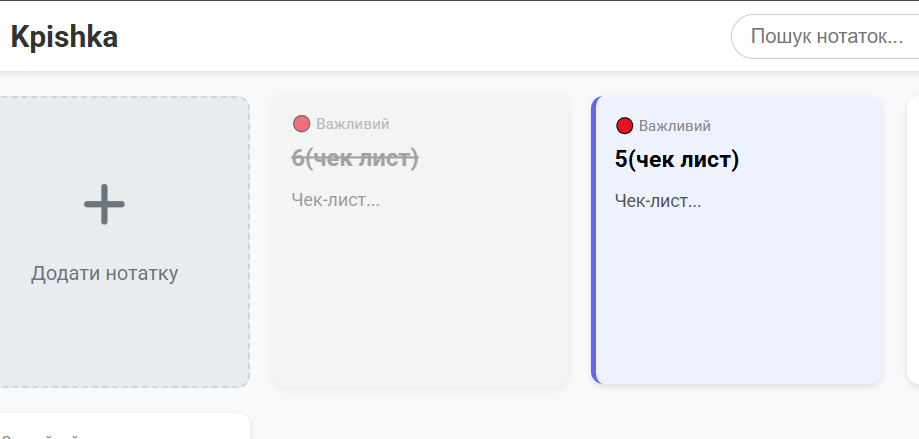 Kpishka
Пошук нотаток...
Важливий
6(чек лист)
Чек-лист...
Важливий
5(чек лист)
Чек-лист...
Додати нотатку